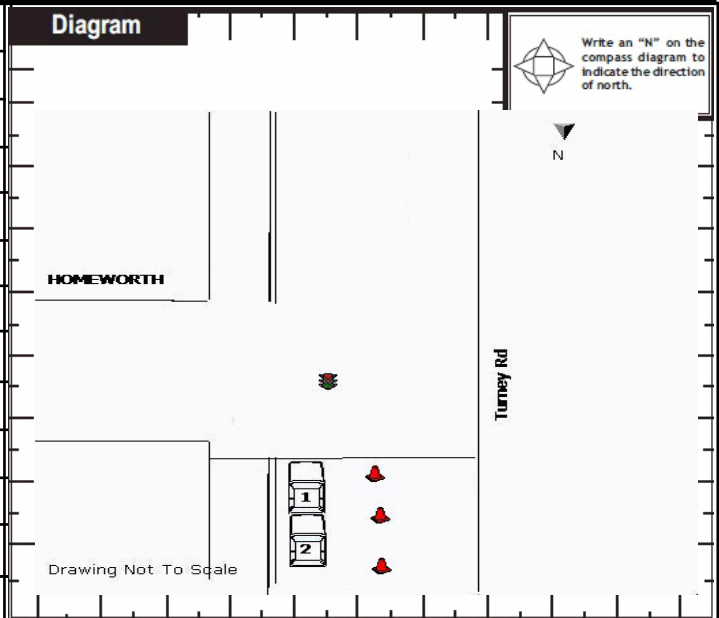 Diagram
Write an “N” on the
compass diagram to
indicate the direction
of north.
N
HOMEWORTH
Turney Rd
1
2
Drawing Not To Scale